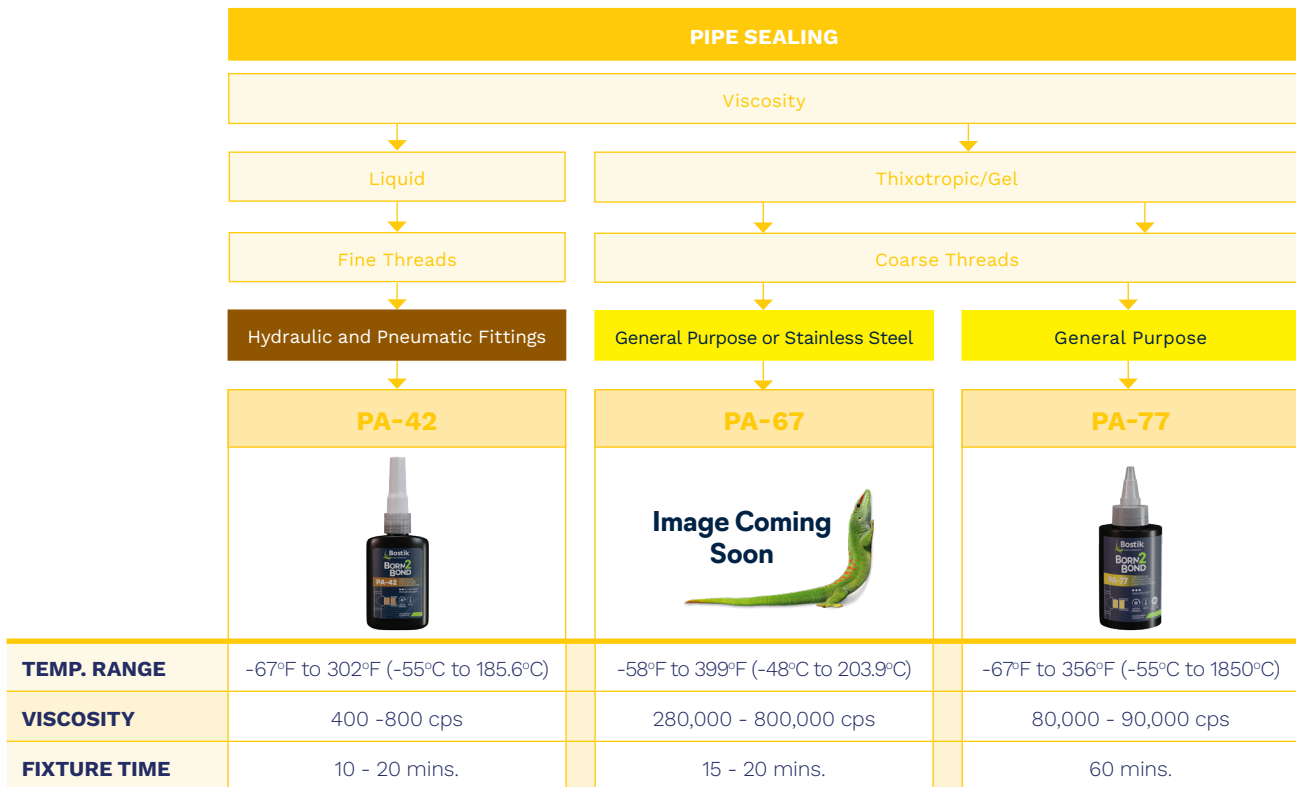 PIPE SEALING
Viscosity
Liquid
Thixotropic/Gel
Fine Threads
Coarse Threads
Hydraulic and Pneumatic Fittings
General Purpose or Stainless Steel
General Purpose
PA-42
PA-67
PA-77
Bostik
BORN2
BOND
PA-42
Image Coming
Soon
Bostik
BORN2
BOND
PA-77
TEMP. RANGE
-67ºF to 302ºF (-55ºC to 185.6ºC)
-58ºF to 399ºF (-48ºC to 203.9ºC)
-67ºF to 356ºF (-55ºC to 1850ºC)
VISCOSITY
400 -800 cps
280,000 - 800,000 cps
80,000 - 90,000 cps
FIXTURE TIME
10 - 20 mins.
15 - 20 mins.
60 mins.